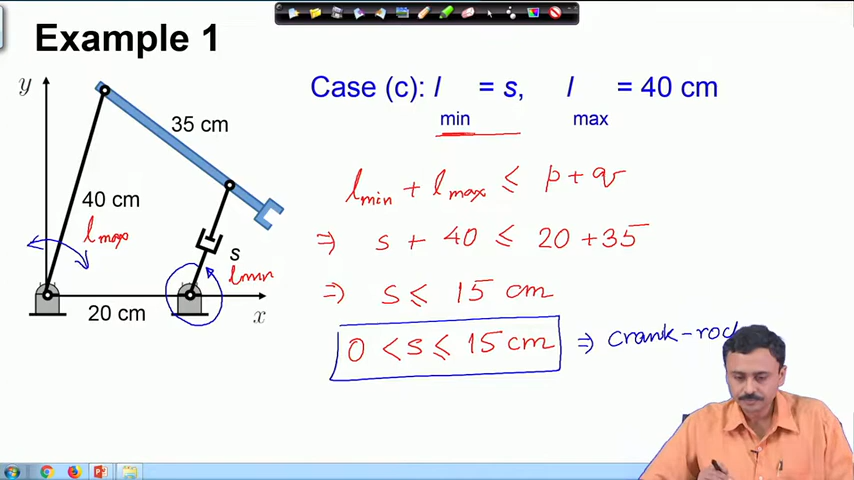 Example 1
Case (c): l min = s, l max = 40 cm
y
35 cm
40 cm
lmax
s
lmin
20 cm
x
lmin + lmax ≤ p + q
⇒ s + 40 ≤ 20 + 35
⇒ s ≤ 15 cm
0 < s ≤ 15 cm ⇒ crank-roc